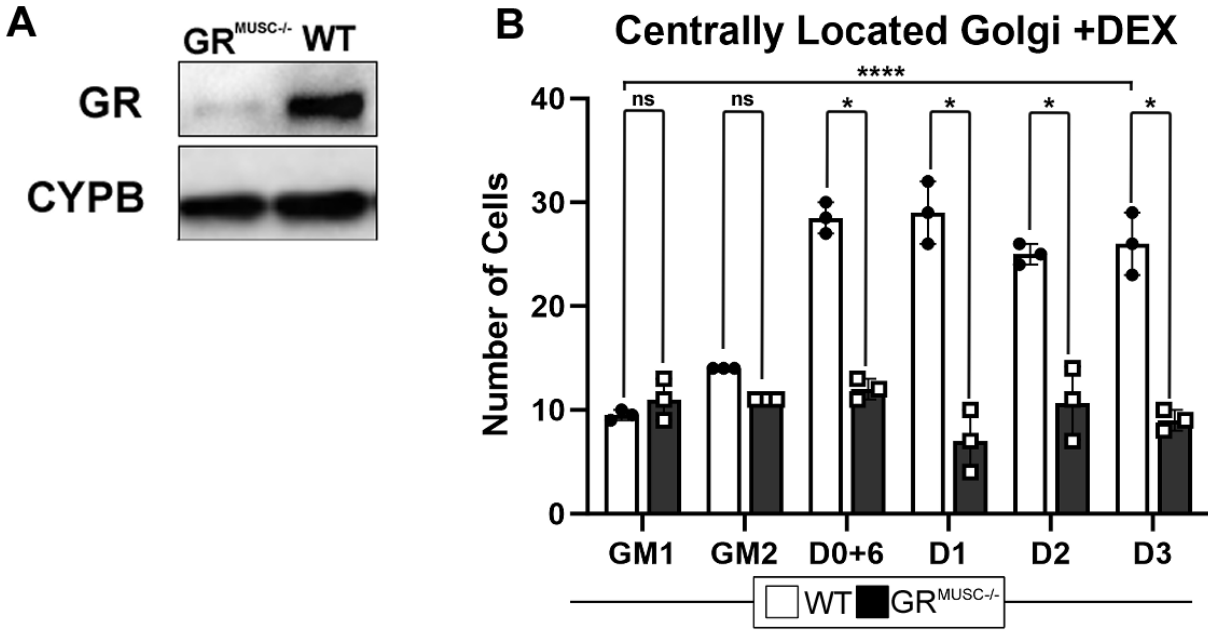 A
GR^MUSC-/- WT
GR
CYPB
B
Centrally Located Golgi +DEX
****
ns ns * * * *
Number of Cells
40
30
20
10
0
GM1 GM2 D0+6 D1 D2 D3
WT GR^MUSC-/-